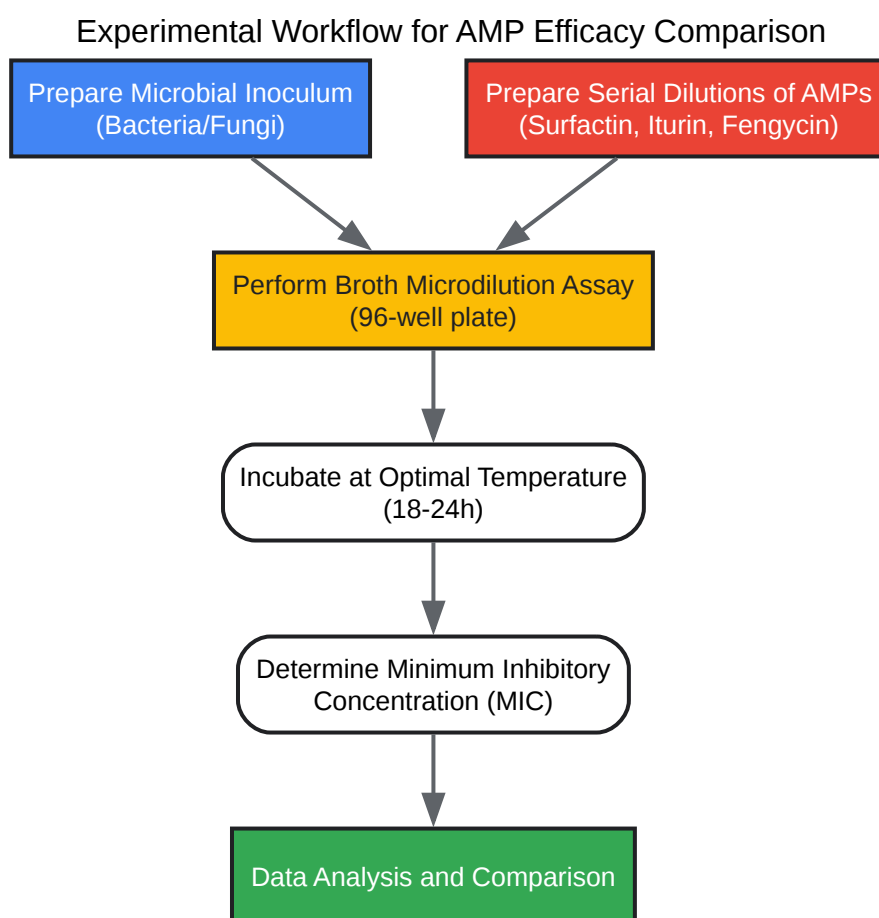 Experimental Workflow for AMP Efficacy Comparison
Prepare Microbial Inoculum
(Bacteria/Fungi)
Prepare Serial Dilutions of AMPs
(Surfactin, Iturin, Fengycin)
Perform Broth Microdilution Assay
(96-well plate)
Incubate at Optimal Temperature
(18-24h)
Determine Minimum Inhibitory
Concentration (MIC)
Data Analysis and Comparison